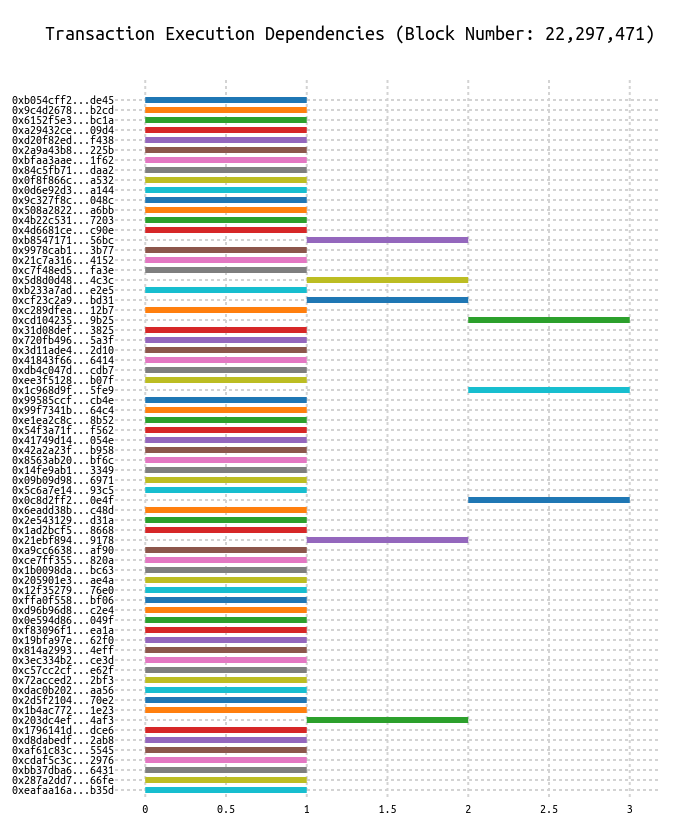 Transaction Execution Dependencies (Block Number: 22,297,471)
0xb054cff2...de45
0x9c4d2678...b2cd
0x6152f5e3...bc1a
0xa29432ce...09d4
0xd20f82ed...f438
0x2a9a43b8...225b
0xbfaa3aae...1f62
0x84c5fb71...daa2
0x0f8f866c...a532
0x0d6e92d3...a144
0x9c327f8c...048c
0x508a2822...a6bb
0x4b22c531...7203
0x4d6681ce...c90e
0xb8547171...56bc
0x9978cab1...3b77
0x21c7a316...4152
0xc7f48ed5...fa3e
0x5d8d0d48...4c3c
0xb233a7ad...e2e5
0xcf23c2a9...bd31
0xc289dfea...12b7
0xcd104235...9b25
0x31d08def...3825
0x720fb496...5a3f
0x3d11ade4...2d10
0x41843f66...6414
0xdb4c047d...cdb7
0xee3f5128...b07f
0x1c968d9f...5fe9
0x99585ccf...cb4e
0x99f7341b...64c4
0xe1ea2c8c...8b52
0x54f3a71f...f562
0x41749d14...054e
0x42a2a23f...b958
0x8563ab20...bf6c
0x14fe9ab1...3349
0x09b09d98...6971
0x5c6a7e14...93c5
0x0c8d2ff2...0e4f
0x6eadd38b...c48d
0x2e543129...d31a
0x1ad2bcf5...8668
0x21ebf894...9178
0xa9cc6638...af90
0xce7ff355...820a
0x1b0098da...bc63
0x205901e3...ae4a
0x12f35279...76e0
0xffa0f558...bf06
0xd96b96d8...c2e4
0x0e594d86...049f
0xf83096f1...ea1a
0x19bfa97e...62f0
0x814a2993...4eff
0x3ec334b2...ce3d
0xc57cc2cf...e62f
0x72acced2...2bf3
0xdac0b202...aa56
0x2d5f2104...70e2
0x1b4ac772...1e23
0x203dc4ef...4af3
0x1796141d...dce6
0xd8dabedf...2ab8
0xaf61c83c...5545
0xcdaf5c3c...2976
0xbb37dba6...6431
0x287a2dd7...66fe
0xeafaa16a...b35d
0 0.5 1 1.5 2 2.5 3